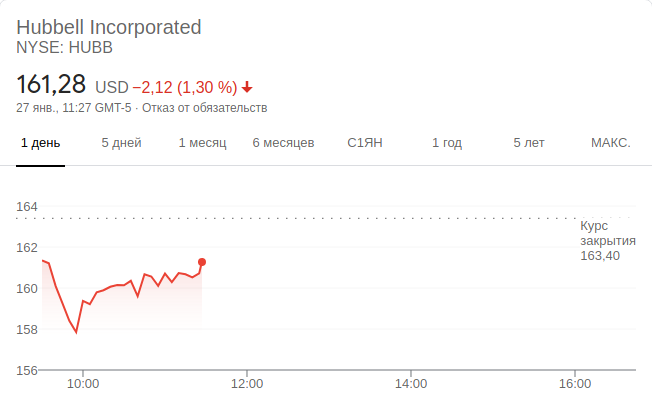 Hubbell Incorporated
NYSE: HUBB
161,28 USD −2,12 (1,30 %)
27 янв., 11:27 GMT-5 · Отказ от обязательств
1 день 5 дней 1 месяц 6 месяцев С1ЯН 1 год 5 лет МАКС.
164
Курс
закрытия
163,40
162
160
158
156
10:00 12:00 14:00 16:00